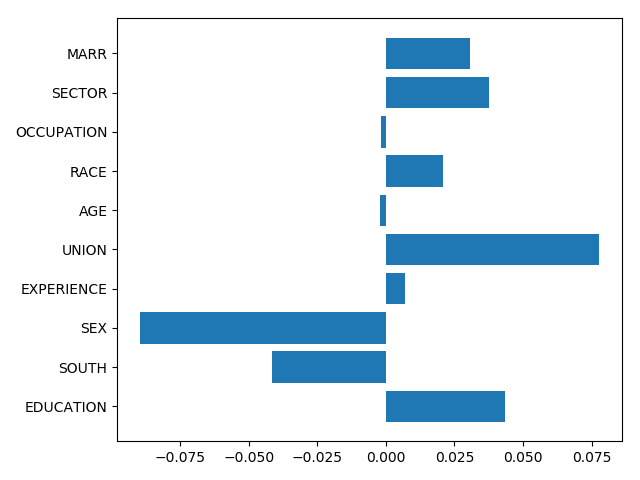 MARR
SECTOR
OCCUPATION
RACE
AGE
UNION
EXPERIENCE
SEX
SOUTH
EDUCATION
−0.075 −0.050 −0.025 0.000 0.025 0.050 0.075